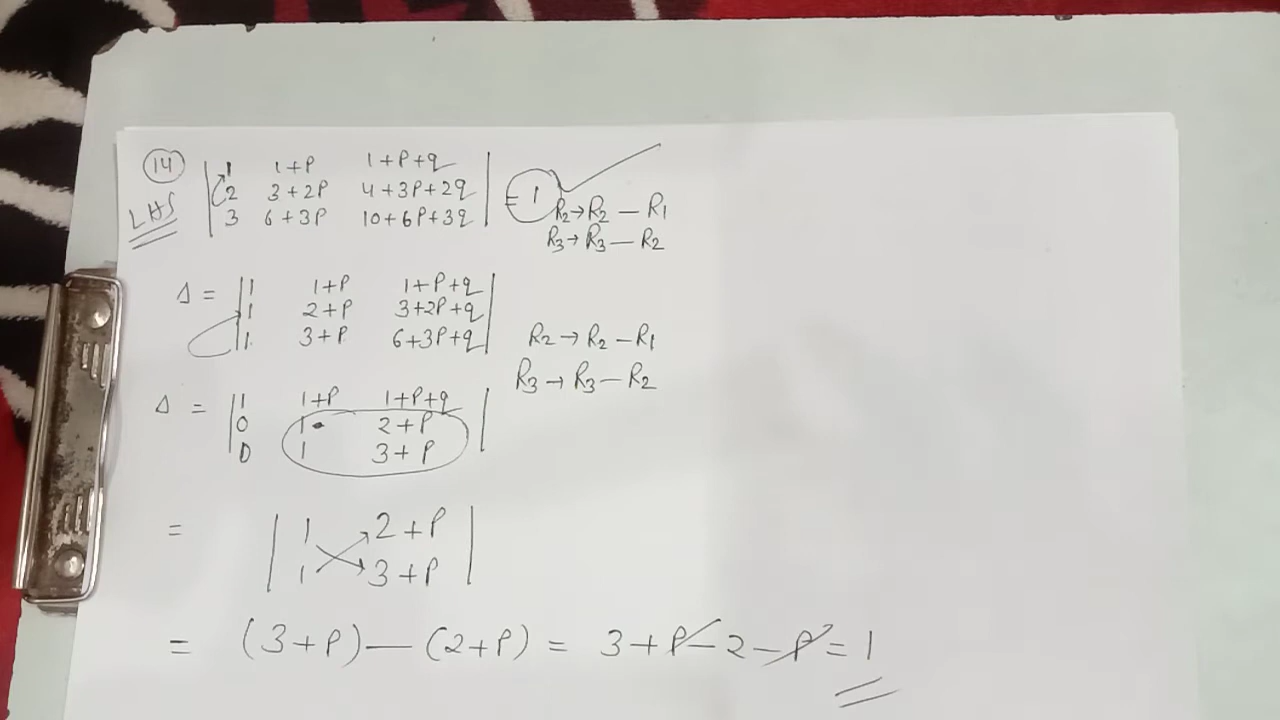 14 | 1 1+P 1+P+q |
LHS | 2 3+2P 4+3P+2q | = 1
| 3 6+3P 10+6P+3q | R2→R2—R1
R3→R3—R2
Δ = | 1 1+P 1+P+q |
| 1 2+P 3+2P+q |
| 1 3+P 6+3P+q | R2→R2—R1
R3→R3—R2
Δ = | 1 1+P 1+P+q |
| 0 1 2+P |
| 0 1 3+P |
= | 1 2+P |
| 1 3+P |
= (3+P)—(2+P) = 3+P—2—P = 1